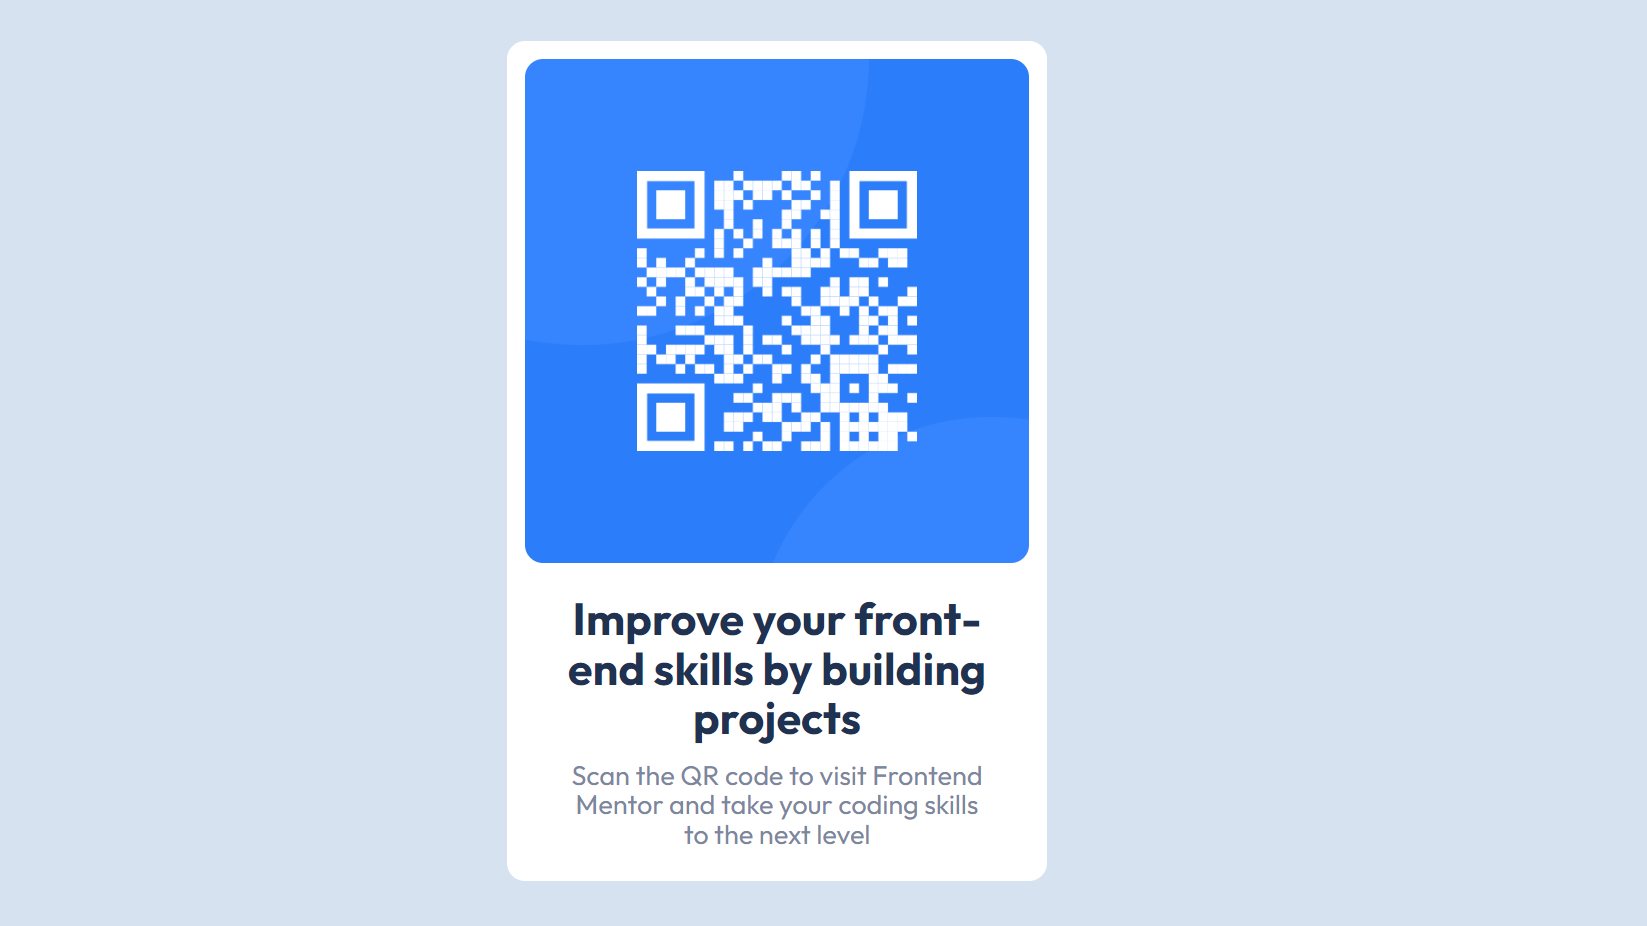 Improve your front-
end skills by building
projects
Scan the QR code to visit Frontend
Mentor and take your coding skills
to the next level